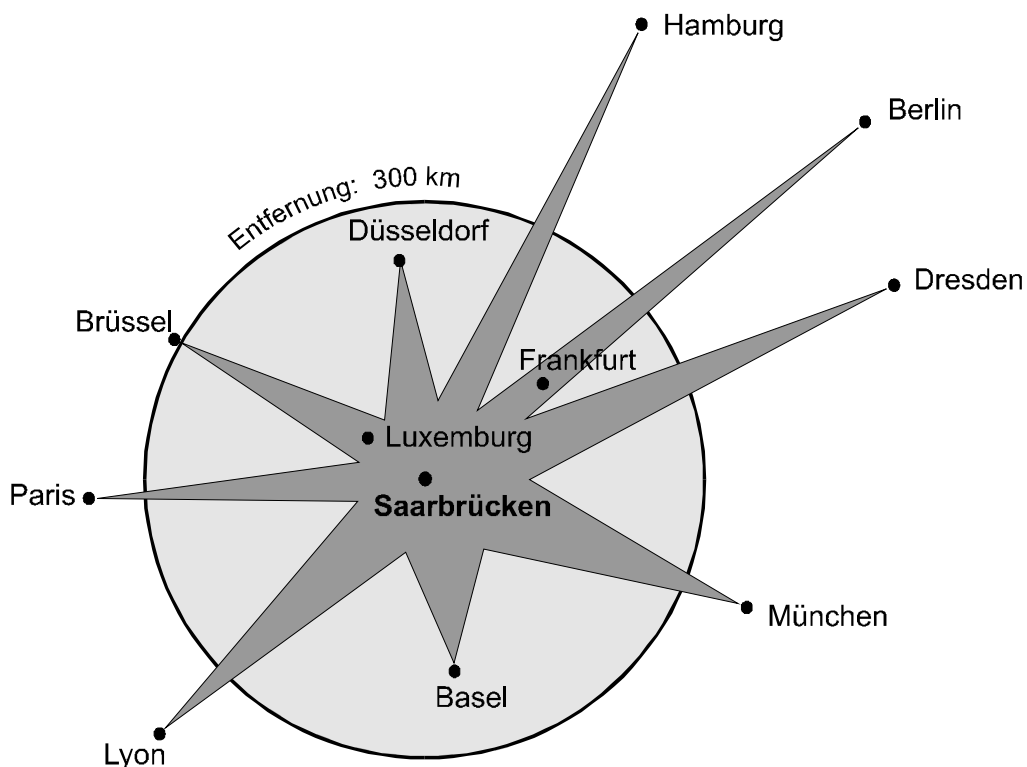 Hamburg
Berlin
Entfernung: 300 km
Düsseldorf
Dresden
Brüssel
Frankfurt
Luxemburg
Paris
Saarbrücken
München
Basel
Lyon